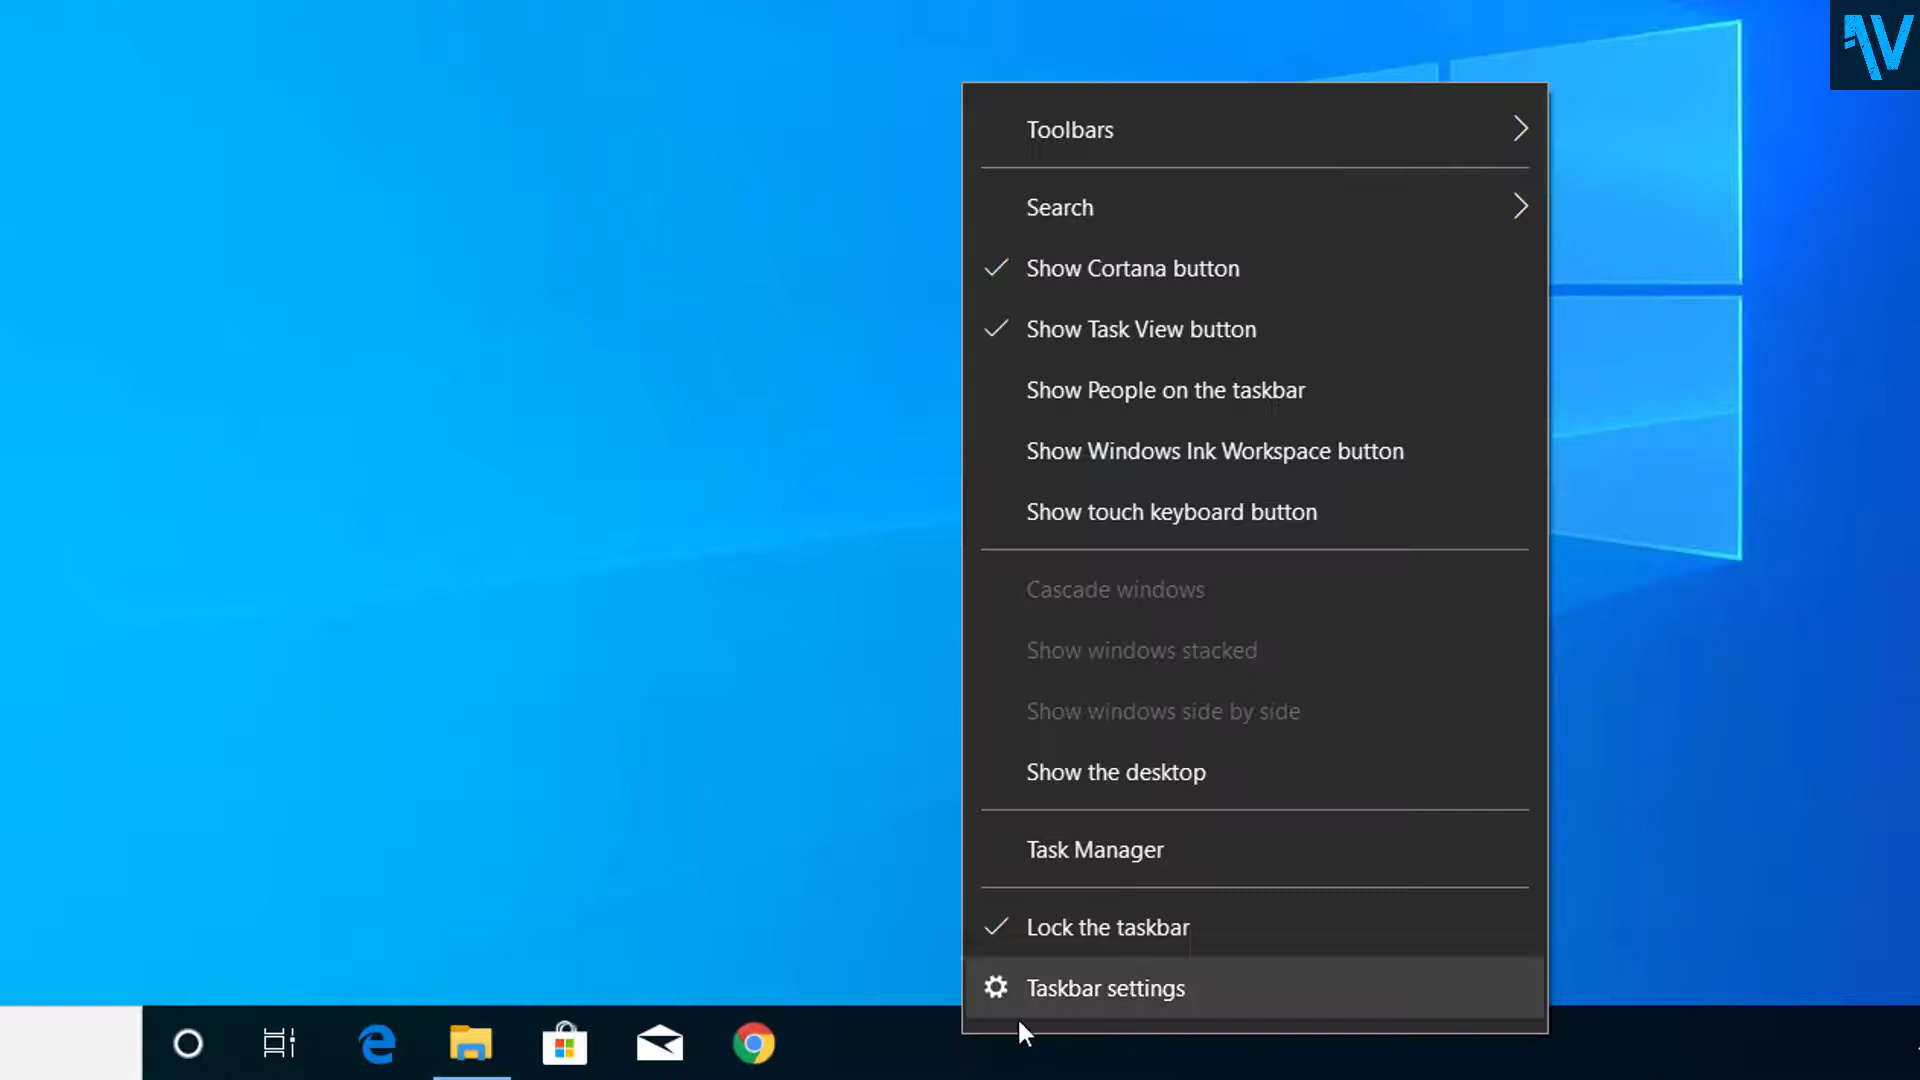 Toolbars
Search
Show Cortana button
Show Task View button
Show People on the taskbar
Show Windows Ink Workspace button
Show touch keyboard button
Cascade windows
Show windows stacked
Show windows side by side
Show the desktop
Task Manager
Lock the taskbar
Taskbar settings